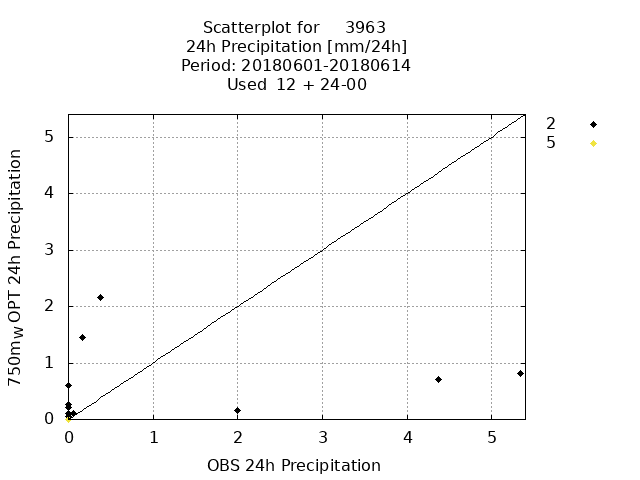 Scatterplot for 3963
24h Precipitation [mm/24h]
Period: 20180601-20180614
Used 12 + 24-00
2
5
750mW OPT 24h Precipitation
5
4
3
2
1
0
0 1 2 3 4 5
OBS 24h Precipitation